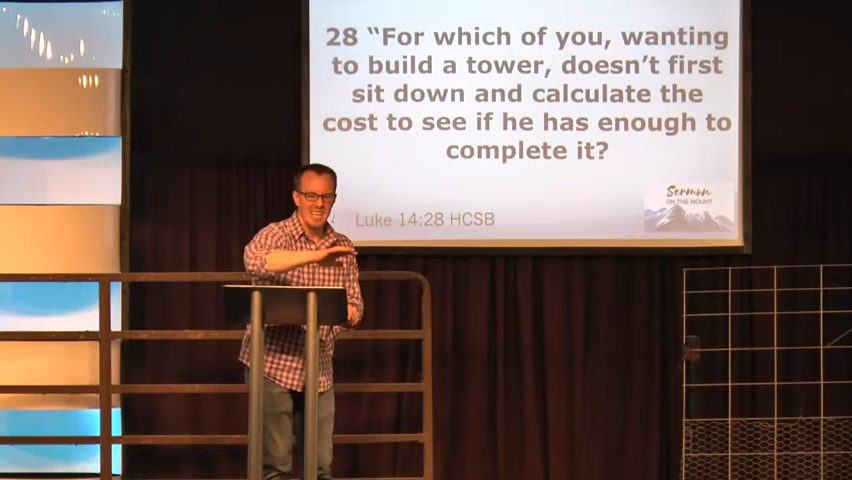 28 “For which of you, wanting
to build a tower, doesn’t first
sit down and calculate the
cost to see if he has enough to
complete it?
Luke 14:28 HCSB
Sermon
ON THE MOUNT